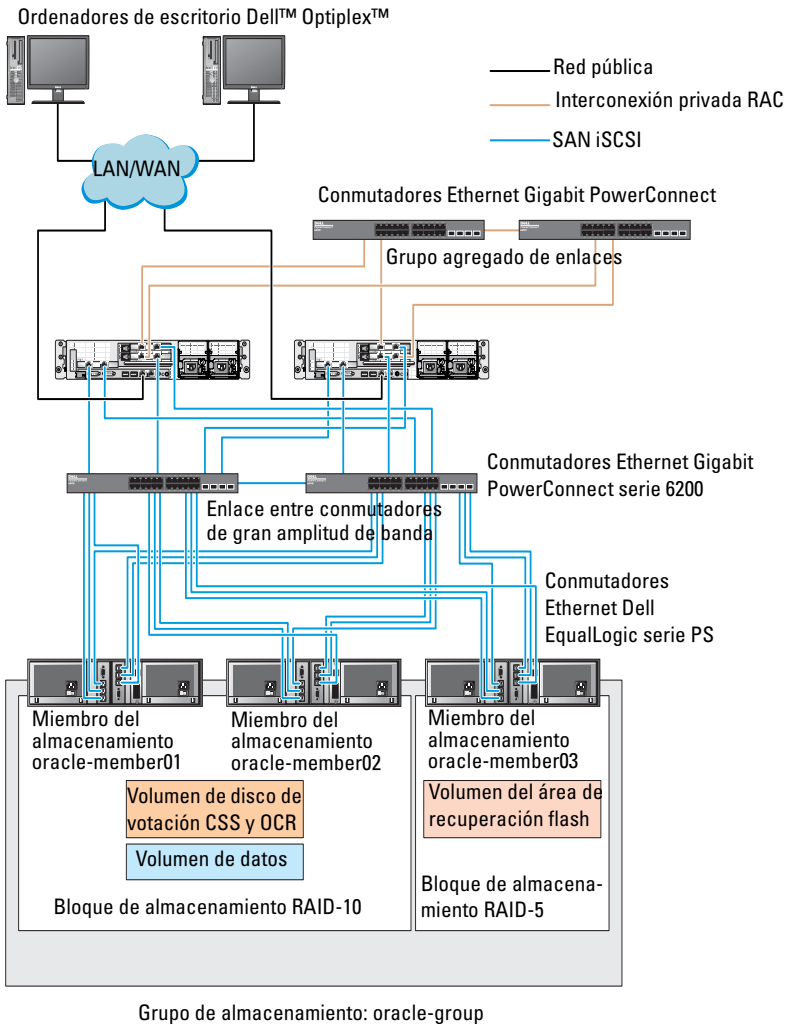 Ordenadores de escritorio Dell™ Optiplex™
Red pública
Interconexión privada RAC
SAN iSCSI
LAN/WAN
Conmutadores Ethernet Gigabit PowerConnect
Grupo agregado de enlaces
Conmutadores Ethernet Gigabit
PowerConnect serie 6200
Enlace entre conmutadores
de gran amplitud de banda
Conmutadores
Ethernet Dell
EqualLogic serie PS
Miembro del
almacenamiento
oracle-member01
Miembro del
almacenamiento
oracle-member02
Miembro del
almacenamiento
oracle-member03
Volumen de disco de
votación CSS y OCR
Volumen de datos
Volumen del área de
recuperación flash
Bloque de almacenamiento RAID-10
Bloque de almacena-
miento RAID-5
Grupo de almacenamiento: oracle-group